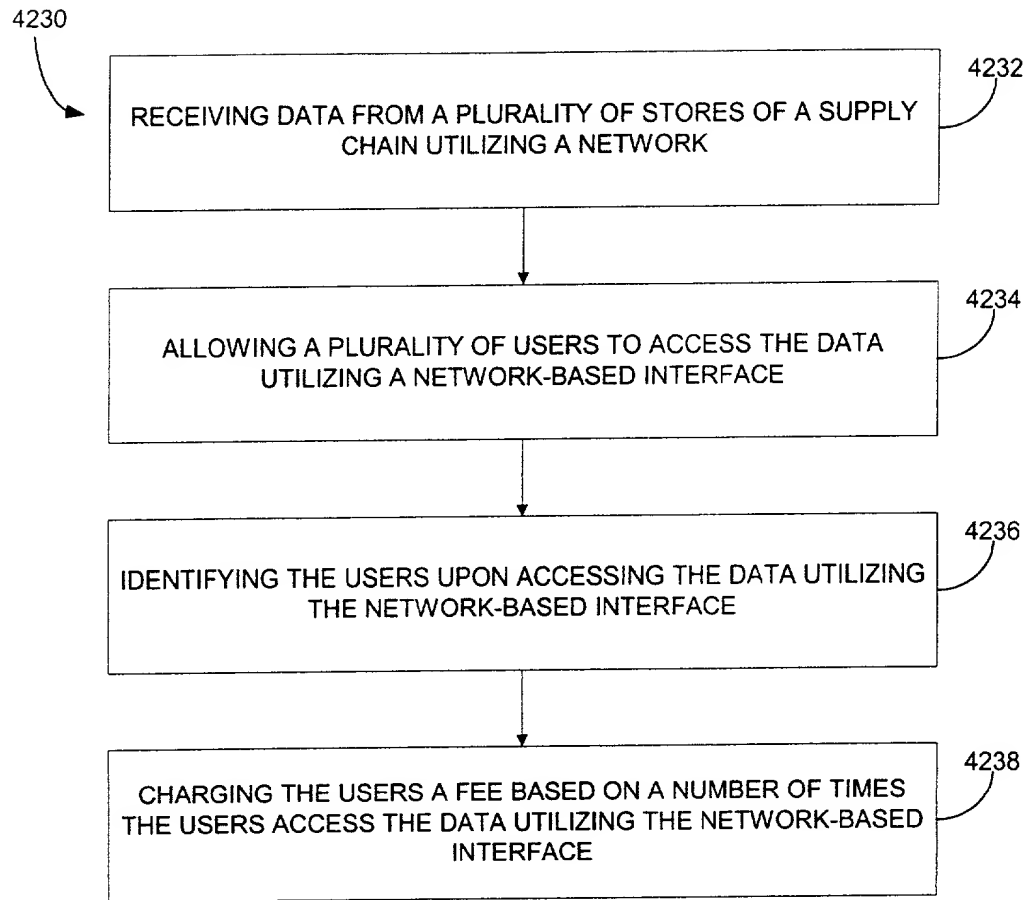 4230
4232
RECEIVING DATA FROM A PLURALITY OF STORES OF A SUPPLY
CHAIN UTILIZING A NETWORK
4234
ALLOWING A PLURALITY OF USERS TO ACCESS THE DATA
UTILIZING A NETWORK-BASED INTERFACE
4236
IDENTIFYING THE USERS UPON ACCESSING THE DATA UTILIZING
THE NETWORK-BASED INTERFACE
4238
CHARGING THE USERS A FEE BASED ON A NUMBER OF TIMES
THE USERS ACCESS THE DATA UTILIZING THE NETWORK-BASED
INTERFACE